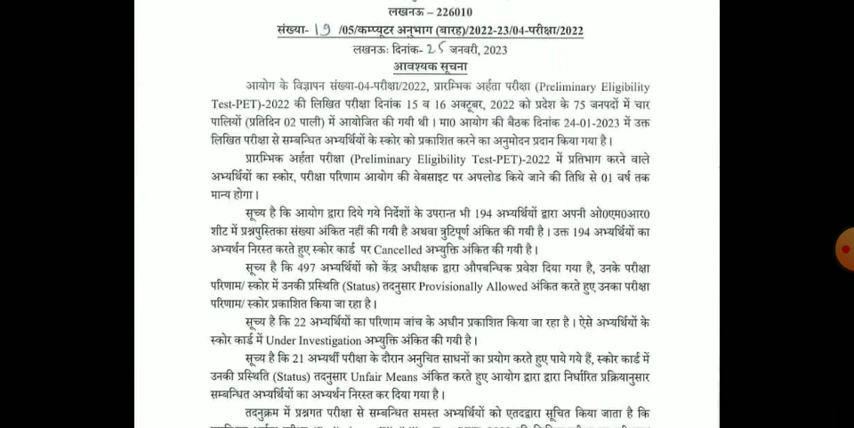 लखनऊ – 226010
संख्या- 19 /05/कम्प्यूटर अनुभाग (बारह)/2022-23/04-परीक्षा/2022
लखनऊः दिनांक- 25 जनवरी, 2023
आवश्यक सूचना
आयोग के विज्ञापन संख्या-04-परीक्षा/2022, प्रारम्भिक अर्हता परीक्षा (Preliminary Eligibility
Test-PET)-2022 की लिखित परीक्षा दिनांक 15 व 16 अक्टूबर, 2022 को प्रदेश के 75 जनपदों में चार
पालियों (प्रतिदिन 02 पाली) में आयोजित की गयी थी। मा0 आयोग की बैठक दिनांक 24-01-2023 में उक्त
लिखित परीक्षा से सम्बन्धित अभ्यर्थियों के स्कोर को प्रकाशित करने का अनुमोदन प्रदान किया गया है।
प्रारम्भिक अर्हता परीक्षा (Preliminary Eligibility Test-PET)-2022 में प्रतिभाग करने वाले
अभ्यर्थियों का स्कोर, परीक्षा परिणाम आयोग की वेबसाइट पर अपलोड किये जाने की तिथि से 01 वर्ष तक
मान्य होगा।
सूच्य है कि आयोग द्वारा दिये गये निर्देशों के उपरान्त भी 194 अभ्यर्थियों द्वारा अपनी ओ0एम0आर0
शीट में प्रश्नपुस्तिका संख्या अंकित नहीं की गयी है अथवा त्रुटिपूर्ण अंकित की गयी है। उक्त 194 अभ्यर्थियों का
अभ्यर्थन निरस्त करते हुए स्कोर कार्ड पर Cancelled अभ्युक्ति अंकित की गयी है।
सूच्य है कि 497 अभ्यर्थियों को केंद्र अधीक्षक द्वारा औपबन्धिक प्रवेश दिया गया है, उनके परीक्षा
परिणाम/ स्कोर में उनकी प्रस्थिति (Status) तदनुसार Provisionally Allowed अंकित करते हुए उनका परीक्षा
परिणाम/ स्कोर प्रकाशित किया जा रहा है।
सूच्य है कि 22 अभ्यर्थियों का परिणाम जांच के अधीन प्रकाशित किया जा रहा है। ऐसे अभ्यर्थियों के
स्कोर कार्ड में Under Investigation अभ्युक्ति अंकित की गयी है।
सूच्य है कि 21 अभ्यर्थी परीक्षा के दौरान अनुचित साधनों का प्रयोग करते हुए पाये गये हैं, स्कोर कार्ड में
उनकी प्रस्थिति (Status) तदनुसार Unfair Means अंकित करते हुए आयोग द्वारा द्वारा निर्धारित प्रक्रियानुसार
सम्बन्धित अभ्यर्थियों का अभ्यर्थन निरस्त कर दिया गया है।
तदनुक्रम में प्रश्नगत परीक्षा से सम्बन्धित समस्त अभ्यर्थियों को एतदद्वारा सूचित किया जाता है कि